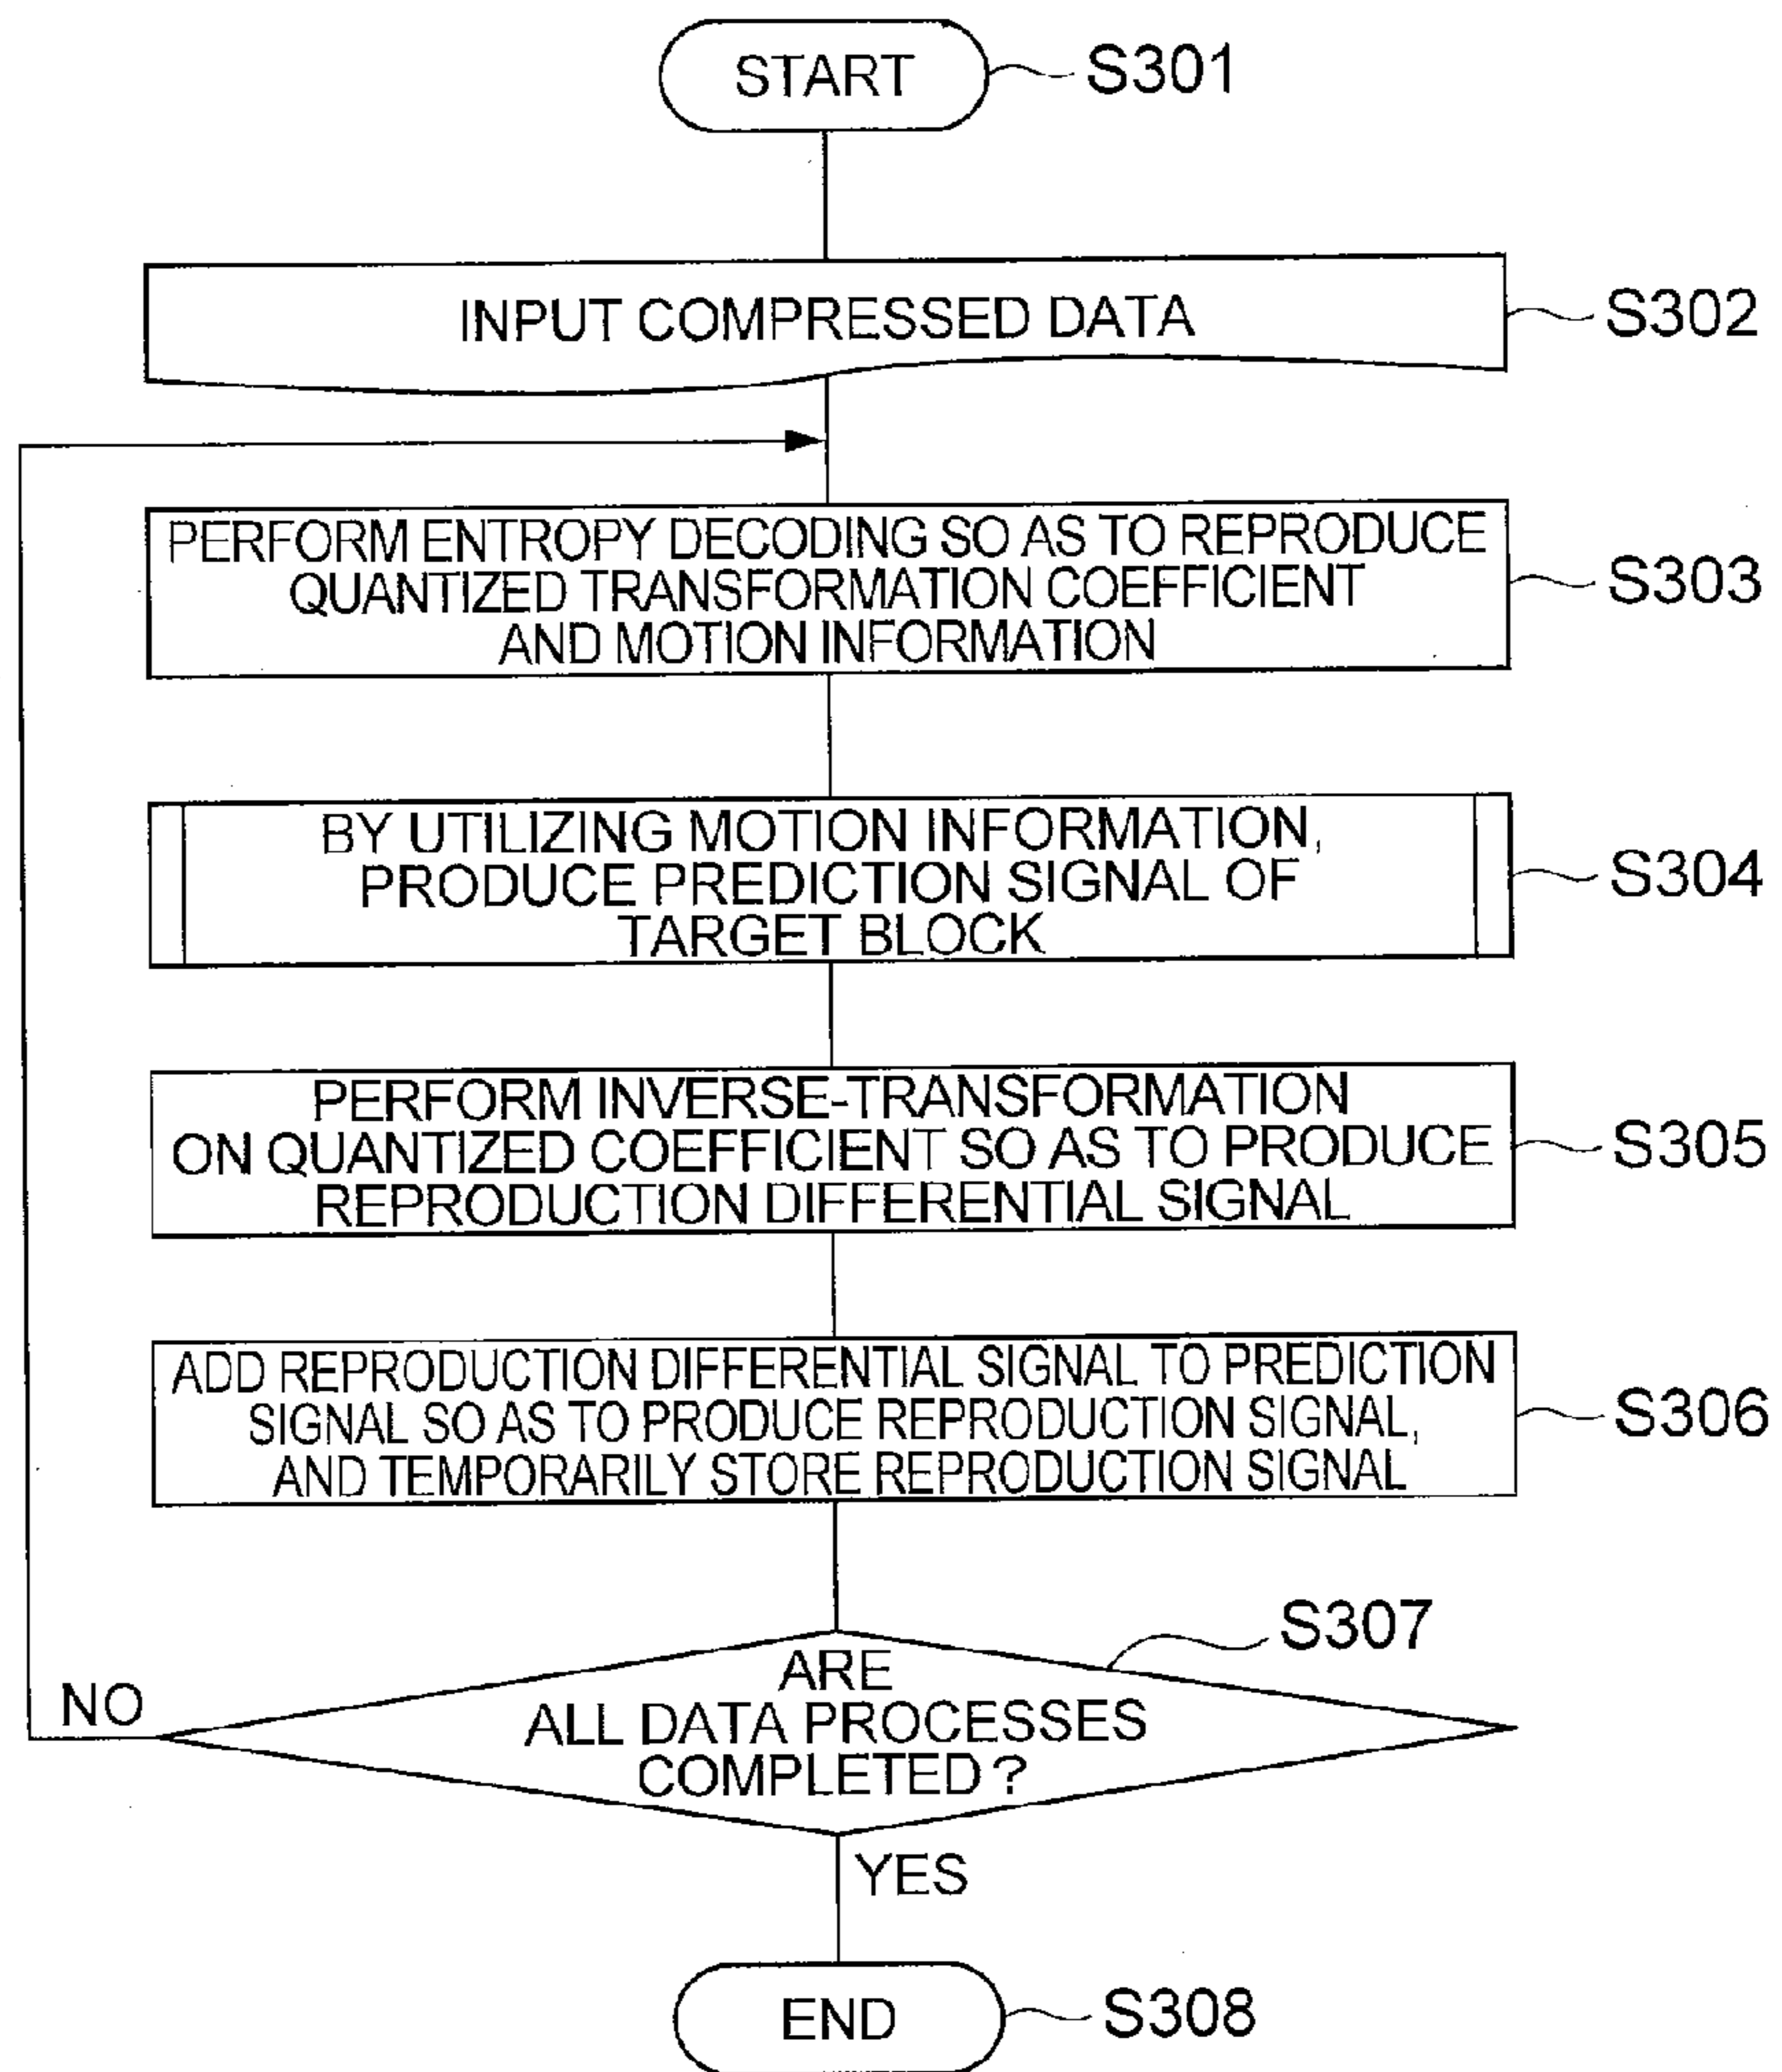 START
S301
INPUT COMPRESSED DATA
S302
PERFORM ENTROPY DECODING SO AS TO REPRODUCE
QUANTIZED TRANSFORMATION COEFFICIENT
AND MOTION INFORMATION
S303
BY UTILIZING MOTION INFORMATION,
PRODUCE PREDICTION SIGNAL OF
TARGET BLOCK
S304
PERFORM INVERSE-TRANSFORMATION
ON QUANTIZED COEFFICIENT SO AS TO PRODUCE
REPRODUCTION DIFFERENTIAL SIGNAL
S305
ADD REPRODUCTION DIFFERENTIAL SIGNAL TO PREDICTION
SIGNAL SO AS TO PRODUCE REPRODUCTION SIGNAL,
AND TEMPORARILY STORE REPRODUCTION SIGNAL
S306
S307
ARE
ALL DATA PROCESSES
COMPLETED ?
NO
YES
END
S308